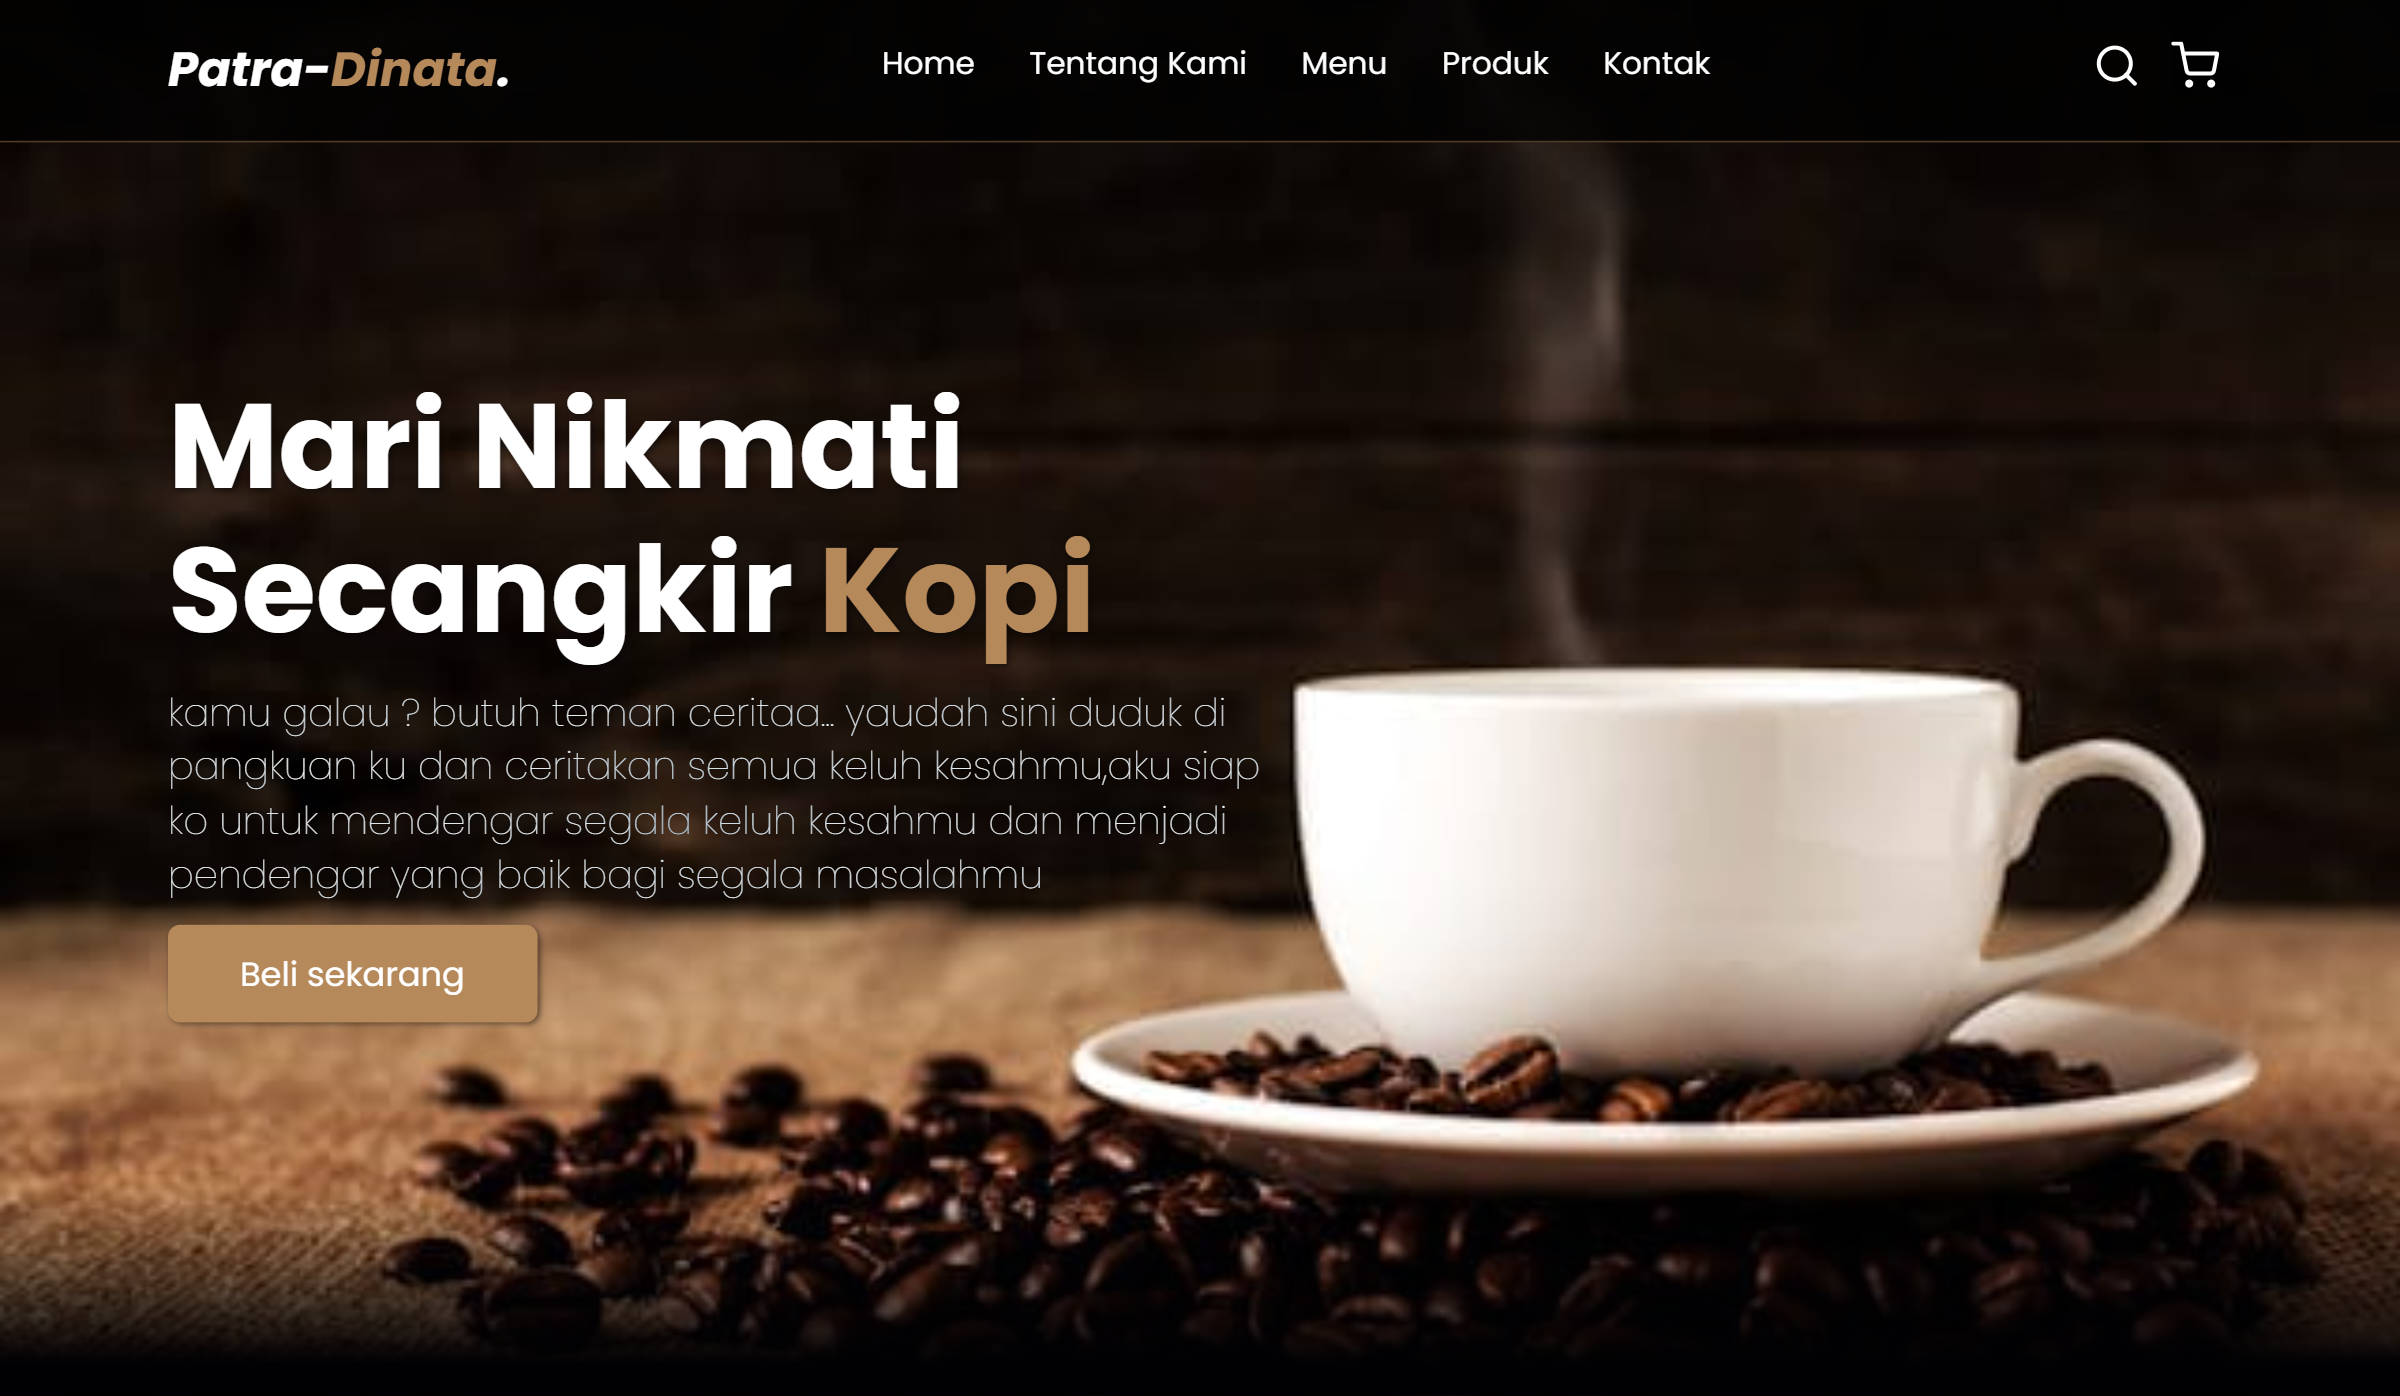 Patra-Dinata.
Home Tentang Kami Menu Produk Kontak
Mari Nikmati
Secangkir Kopi
kamu galau ? butuh teman ceritaa... yaudah sini duduk di
pangkuan ku dan ceritakan semua keluh kesahmu,aku siap
ko untuk mendengar segala keluh kesahmu dan menjadi
pendengar yang baik bagi segala masalahmu
Beli sekarang